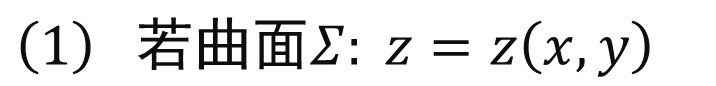 (1) 若曲面Σ: z = z(x, y)